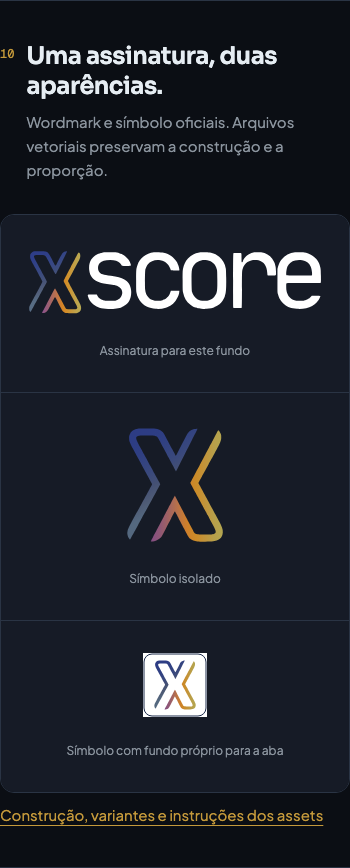 10
Uma assinatura, duas
aparências.
Wordmark e símbolo oficiais. Arquivos
vetoriais preservam a construção e a
proporção.
Xscore
Assinatura para este fundo
X
Símbolo isolado
X
Símbolo com fundo próprio para a aba
Construção, variantes e instruções dos assets